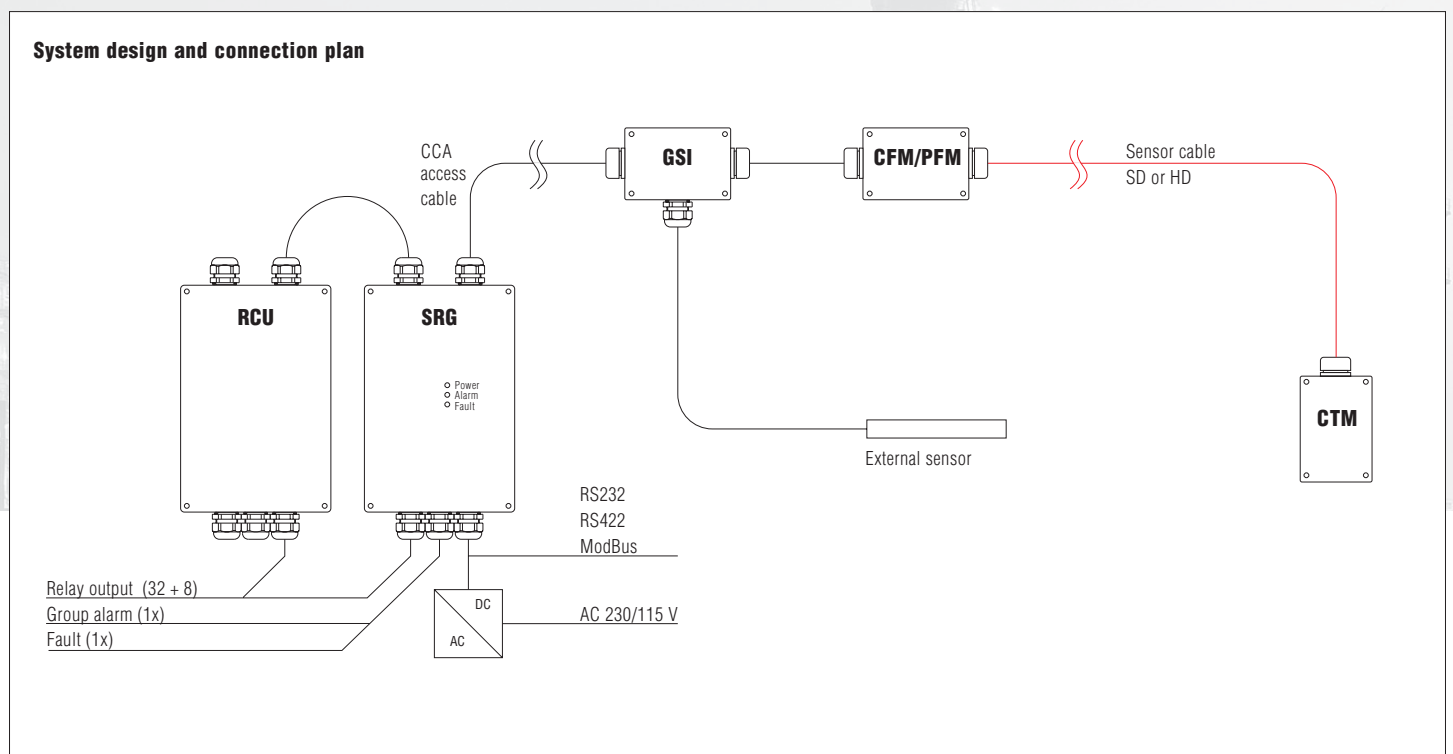 System design and connection plan
CCA
access
cable
GSI
CFM/PFM
Sensor cable
SD or HD
RCU
SRG
Power
Alarm
Fault
CTM
External sensor
RS232
RS422
ModBus
Relay output (32 + 8)
Group alarm (1x)
Fault (1x)
DC
AC
AC 230/115 V